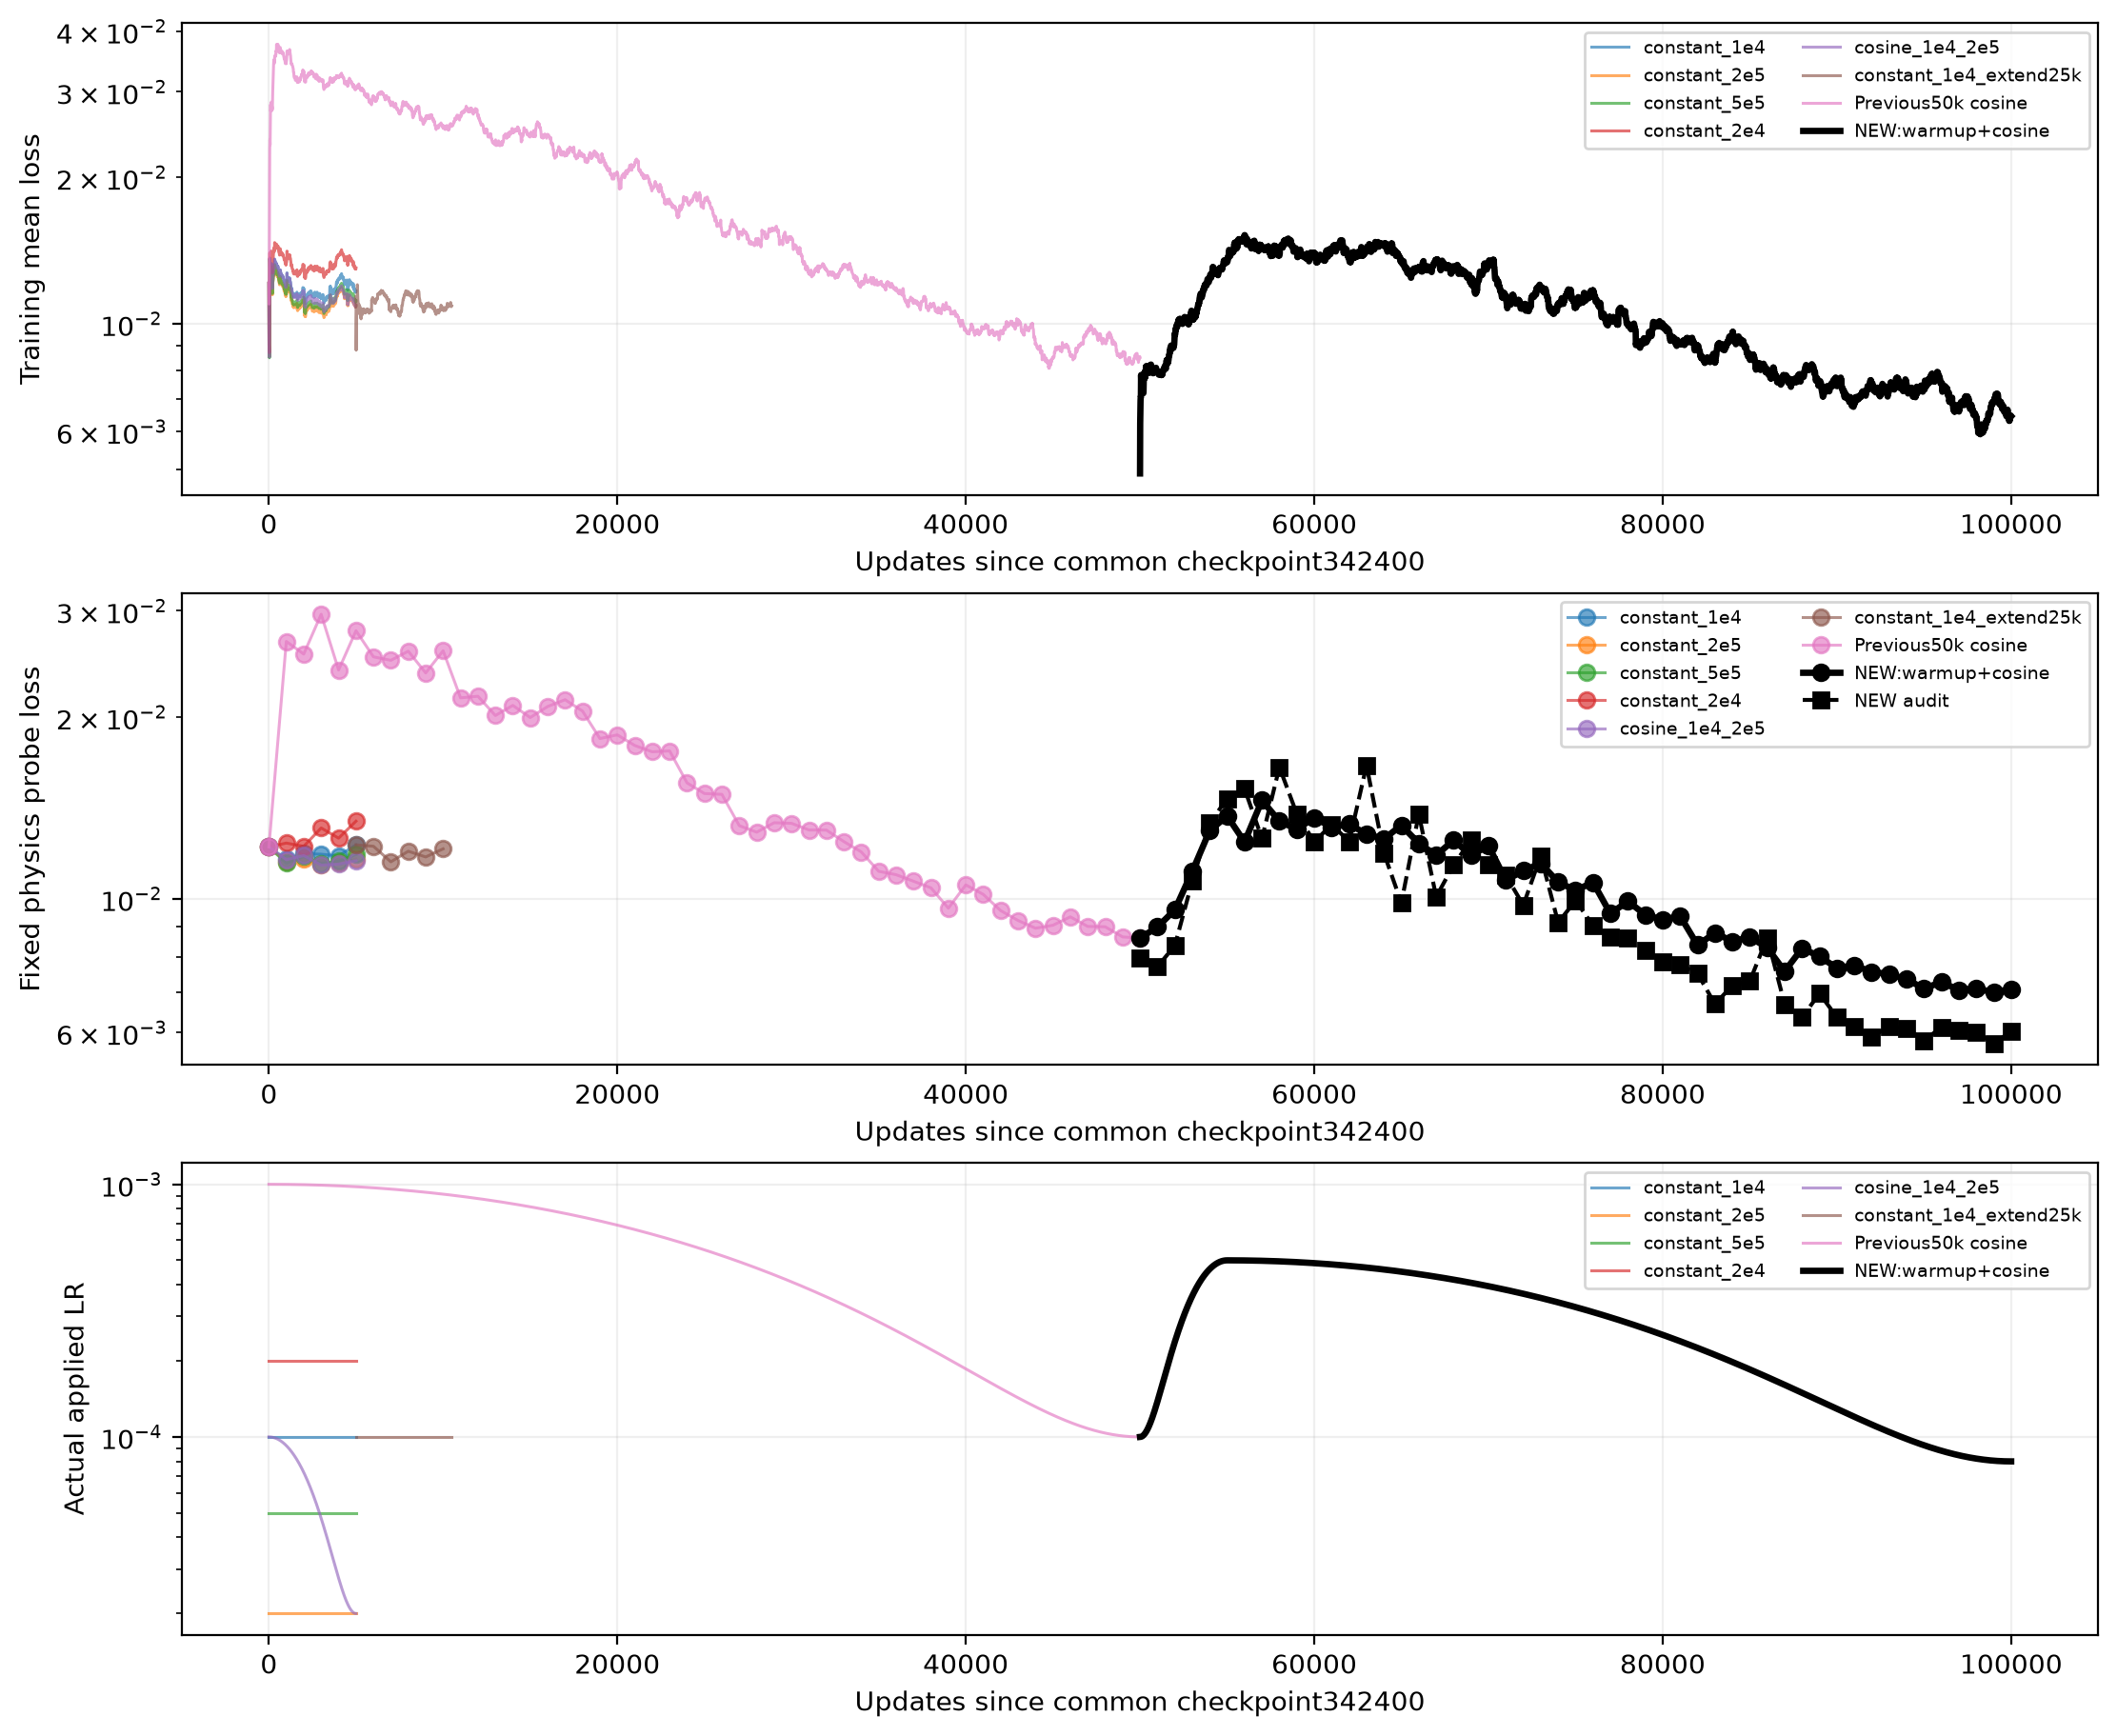 4 × 10⁻²
3 × 10⁻²
2 × 10⁻²
10⁻²
6 × 10⁻³
Training mean loss
constant_1e4
constant_2e5
constant_5e5
constant_2e4
cosine_1e4_2e5
constant_1e4_extend25k
Previous50k cosine
NEW:warmup+cosine
0 20000 40000 60000 80000 100000
Updates since common checkpoint342400
3 × 10⁻²
2 × 10⁻²
10⁻²
6 × 10⁻³
Fixed physics probe loss
constant_1e4
constant_2e5
constant_5e5
constant_2e4
cosine_1e4_2e5
constant_1e4_extend25k
Previous50k cosine
NEW:warmup+cosine
NEW audit
0 20000 40000 60000 80000 100000
Updates since common checkpoint342400
10⁻³
10⁻⁴
Actual applied LR
constant_1e4
constant_2e5
constant_5e5
constant_2e4
cosine_1e4_2e5
constant_1e4_extend25k
Previous50k cosine
NEW:warmup+cosine
0 20000 40000 60000 80000 100000
Updates since common checkpoint342400